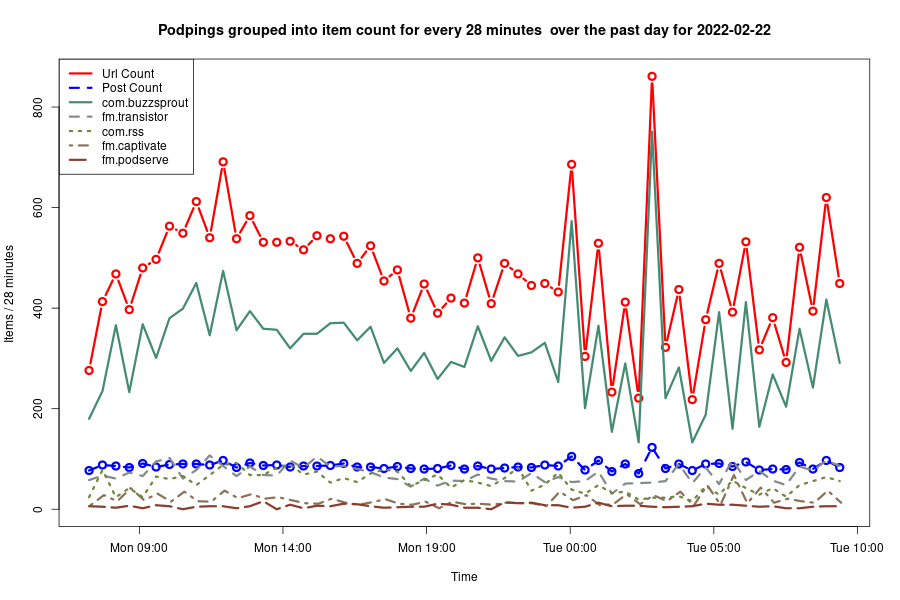 Podpings grouped into item count for every 28 minutes  over the past day for 2022-02-22
Url Count
Post Count
com.buzzsprout
fm.transistor
com.rss
fm.captivate
fm.podserve
Items / 28 minutes
800
600
400
200
0
Mon 09:00 Mon 14:00 Mon 19:00 Tue 00:00 Tue 05:00 Tue 10:00
Time